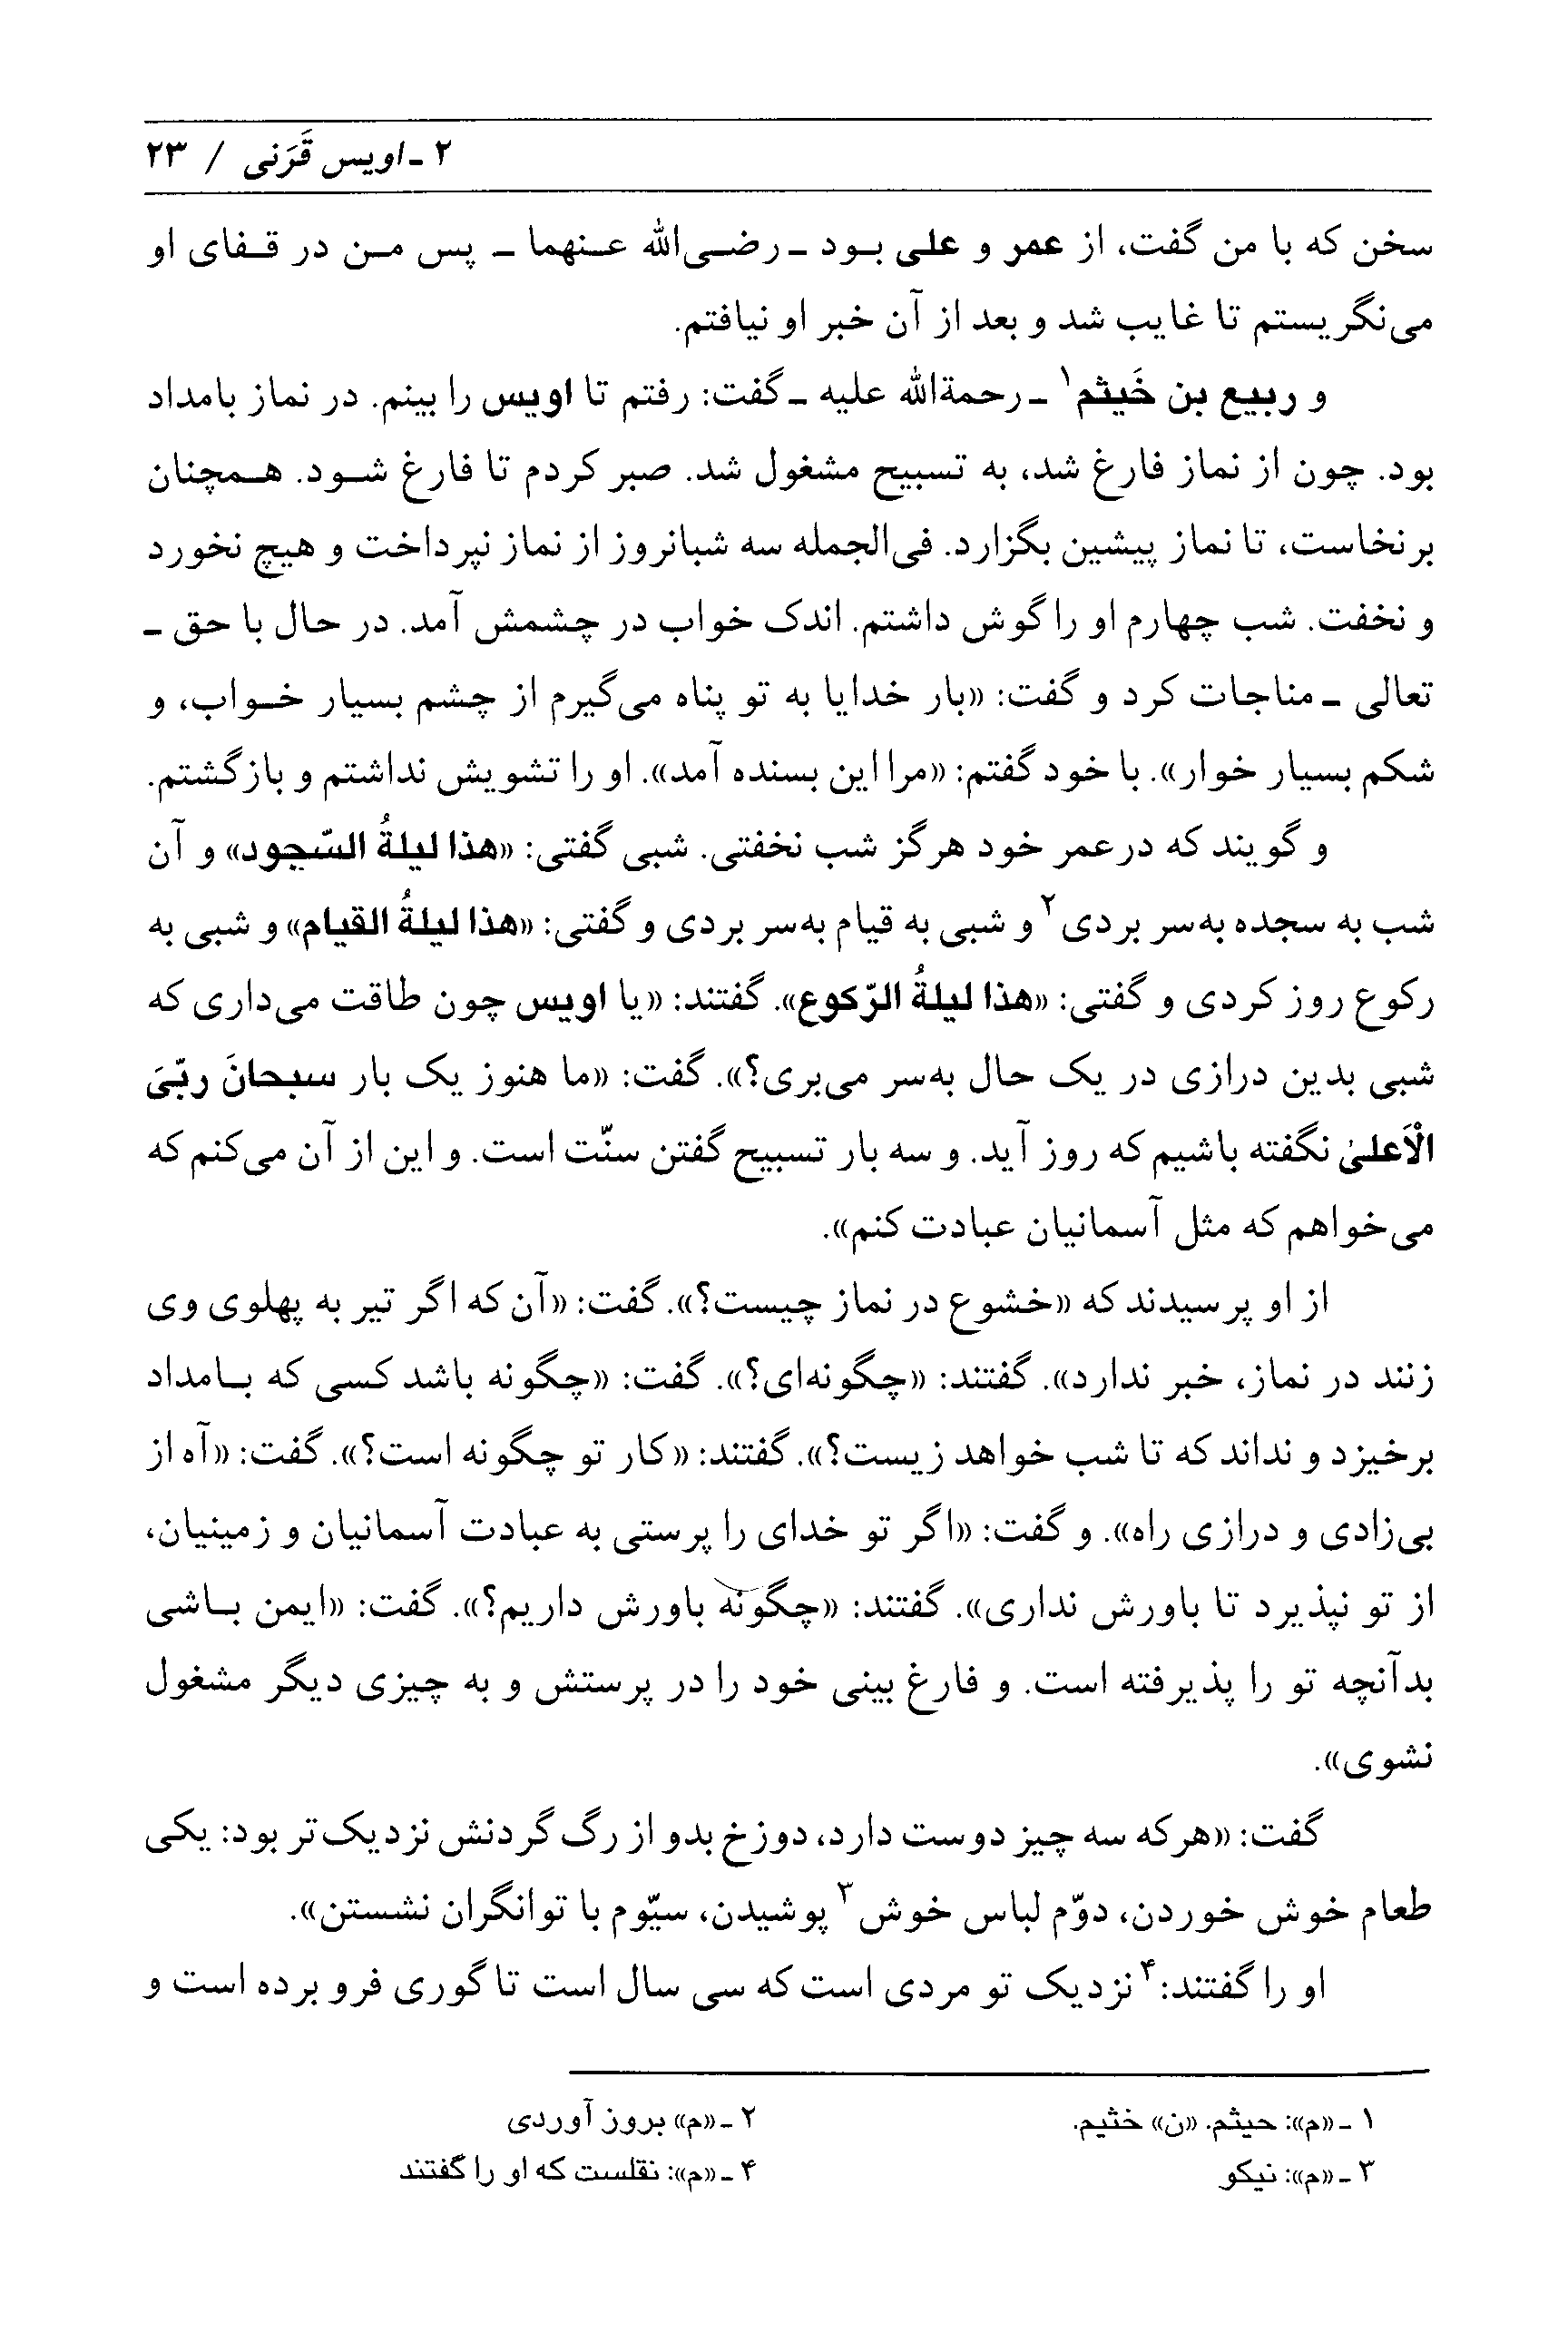 ۲ ـ اویس قَرَنی / ۲۳
سخن که با من گفت، از عمر و علی بود ـ رضی‌الله عنهما ـ پس من در قفای او
می‌نگریستم تا غایب شد و بعد از آن خبر او نیافتم.
و ربیع بن خَیثم۱ ـ رحمةالله علیه ـ گفت: رفتم تا اویس را بینم. در نماز بامداد
بود. چون از نماز فارغ شد، به تسبیح مشغول شد. صبر کردم تا فارغ شود. همچنان
برنخاست، تا نماز پیشین بگزارد. فی‌الجمله سه شبانروز از نماز نپرداخت و هیچ نخورد
و نخفت. شب چهارم او را گوش داشتم. اندک خواب در چشمش آمد. در حال با حق ـ
تعالی ـ مناجات کرد و گفت: «بار خدایا به تو پناه می‌گیرم از چشم بسیار خواب، و
شکم بسیار خوار». با خود گفتم: «مرا این بسنده آمد». او را تشویش نداشتم و بازگشتم.
و گویند که در عمر خود هرگز شب نخفتی. شبی گفتی: «هذا لیلةُ السّجود» و آن
شب به سجده به‌سر بردی۲ و شبی به قیام به‌سر بردی و گفتی: «هذا لیلةُ القیام» و شبی به
رکوع روز کردی و گفتی: «هذا لیلةُ الرّکوع». گفتند: «یا اویس چون طاقت می‌داری که
شبی بدین درازی در یک حال به‌سر می‌بری؟». گفت: «ما هنوز یک بار سبحانَ ربّیَ
الْاَعلیٰ نگفته باشیم که روز آید. و سه بار تسبیح گفتن سنّت است. و این از آن می‌کنم که
می‌خواهم که مثل آسمانیان عبادت کنم».
از او پرسیدند که «خشوع در نماز چیست؟». گفت: «آن که اگر تیر به پهلوی وی
زنند در نماز، خبر ندارد». گفتند: «چگونه‌ای؟». گفت: «چگونه باشد کسی که بامداد
برخیزد و نداند که تا شب خواهد زیست؟». گفتند: «کار تو چگونه است؟». گفت: «آه از
بی‌زادی و درازی راه». و گفت: «اگر تو خدای را پرستی به عبادت آسمانیان و زمینیان،
از تو نپذیرد تا باورش نداری». گفتند: «چگونه باورش داریم؟». گفت: «ایمن باشی
بدآنچه تو را پذیرفته است. و فارغ بینی خود را در پرستش و به چیزی دیگر مشغول
نشوی».
گفت: «هرکه سه چیز دوست دارد، دوزخ بدو از رگ گردنش نزدیک‌تر بود: یکی
طعام خوش خوردن، دوّم لباس خوش۳ پوشیدن، سیّوم با توانگران نشستن».
او را گفتند:۴ نزدیک تو مردی است که سی سال است تا گوری فرو برده است و
۱ ـ «م»: حیثم. «ن» خثیم.
۲ ـ «م» بروز آوردی
۳ ـ «م»: نیکو
۴ ـ «م»: نقلست که او را گفتند